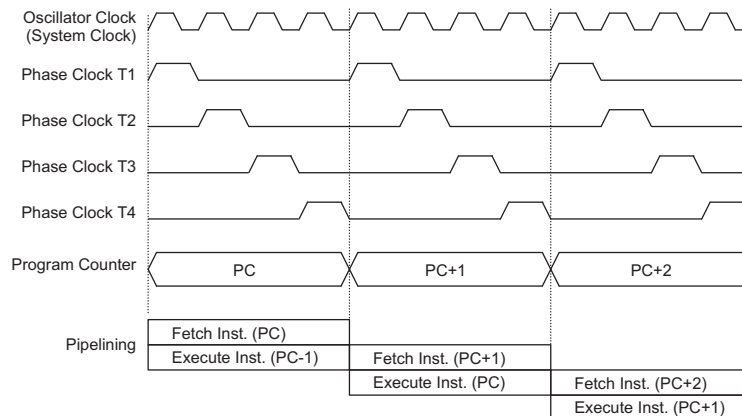 Oscillator Clock
(System Clock)
Phase Clock T1
Phase Clock T2
Phase Clock T3
Phase Clock T4
Program Counter
PC
PC+1
PC+2
Pipelining
Fetch Inst. (PC)
Execute Inst. (PC-1)
Fetch Inst. (PC+1)
Execute Inst. (PC)
Fetch Inst. (PC+2)
Execute Inst. (PC+1)